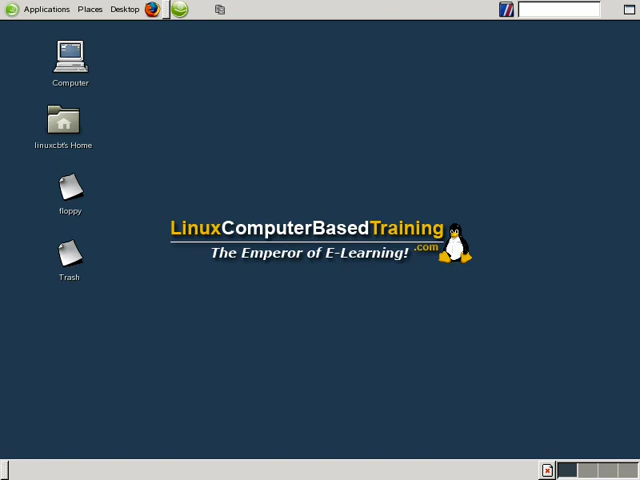 Applications Places Desktop
Computer
linuxcbt's Home
floppy
Trash
LinuxComputerBasedTraining
.com
The Emperor of E-Learning!